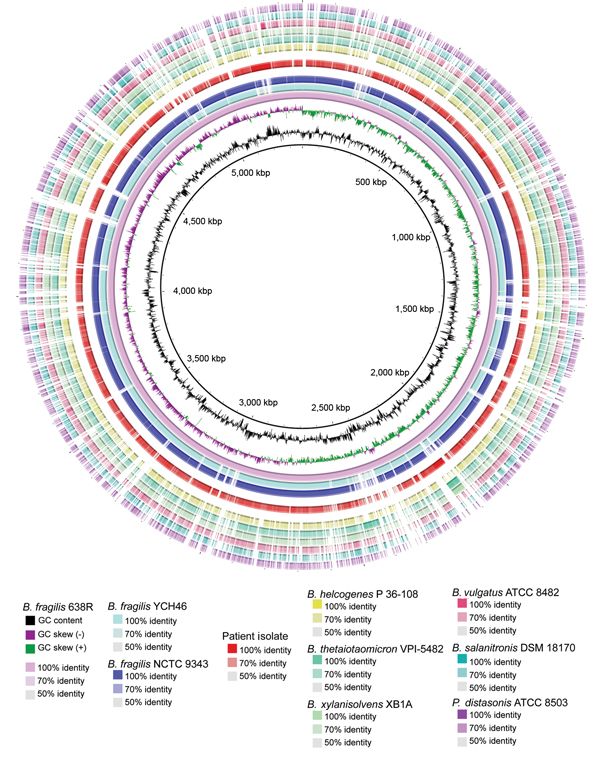 5,000 kbp
500 kbp
4,500 kbp
1,000 kbp
4,000 kbp
1,500 kbp
3,500 kbp
2,000 kbp
3,000 kbp
2,500 kbp
B. fragilis 638R
GC content
GC skew (-)
GC skew (+)
100% identity
70% identity
50% identity
B. fragilis YCH46
100% identity
70% identity
50% identity
B. fragilis NCTC 9343
100% identity
70% identity
50% identity
Patient isolate
100% identity
70% identity
50% identity
B. helcogenes P 36-108
100% identity
70% identity
50% identity
B. thetaiotaomicron VPI-5482
100% identity
70% identity
50% identity
B. xylanisolvens XB1A
100% identity
70% identity
50% identity
B. vulgatus ATCC 8482
100% identity
70% identity
50% identity
B. salanitronis DSM 18170
100% identity
70% identity
50% identity
P. distasonis ATCC 8503
100% identity
70% identity
50% identity